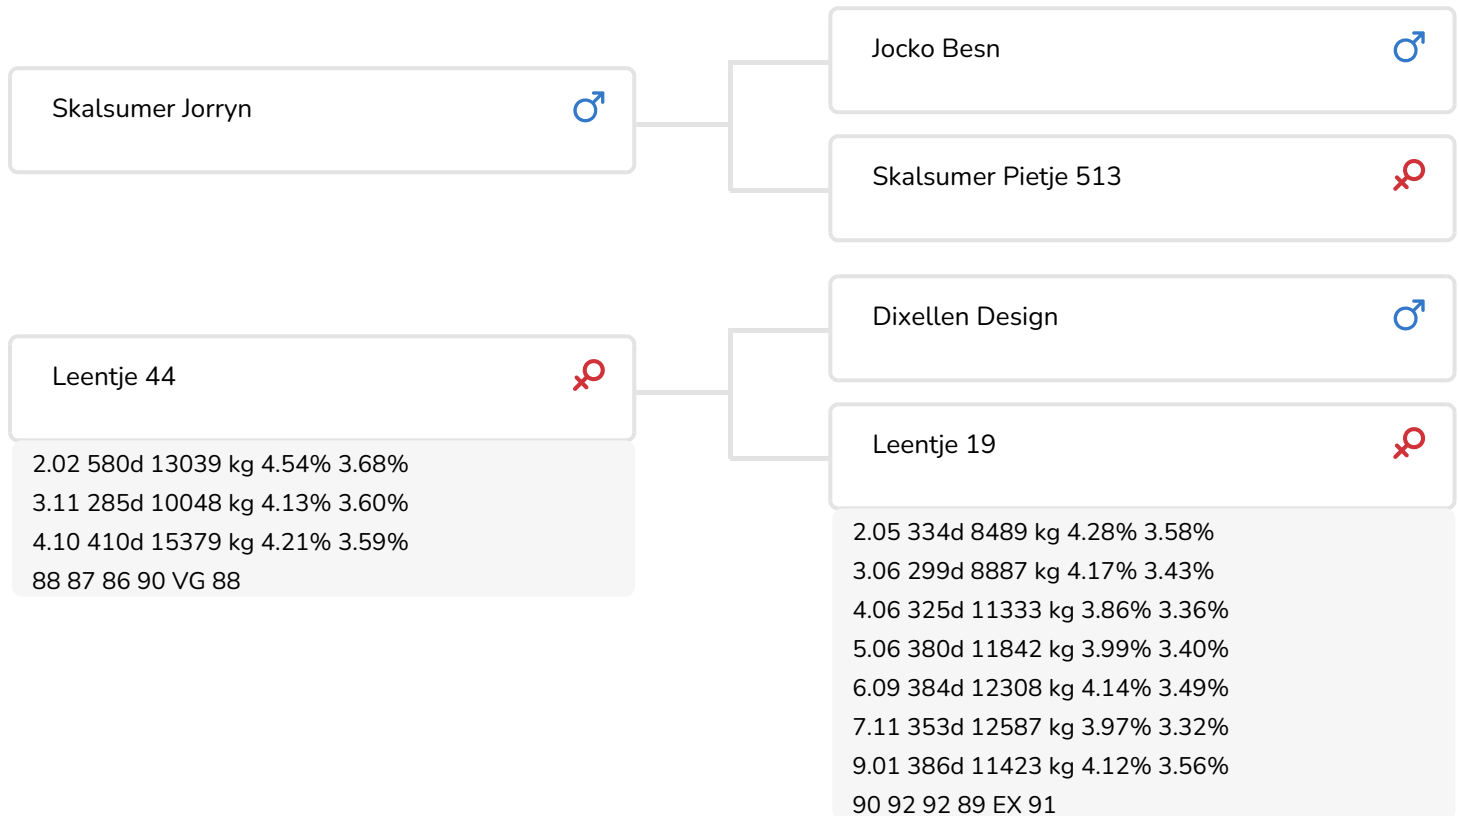 Skalsumer Jorryn
Jocko Besn
Skalsumer Pietje 513
Leentje 44
2.02 580d 13039 kg 4.54% 3.68%
3.11 285d 10048 kg 4.13% 3.60%
4.10 410d 15379 kg 4.21% 3.59%
88 87 86 90 VG 88
Dixellen Design
Leentje 19
2.05 334d 8489 kg 4.28% 3.58%
3.06 299d 8887 kg 4.17% 3.43%
4.06 325d 11333 kg 3.86% 3.36%
5.06 380d 11842 kg 3.99% 3.40%
6.09 384d 12308 kg 4.14% 3.49%
7.11 353d 12587 kg 3.97% 3.32%
9.01 386d 11423 kg 4.12% 3.56%
90 92 92 89 EX 91